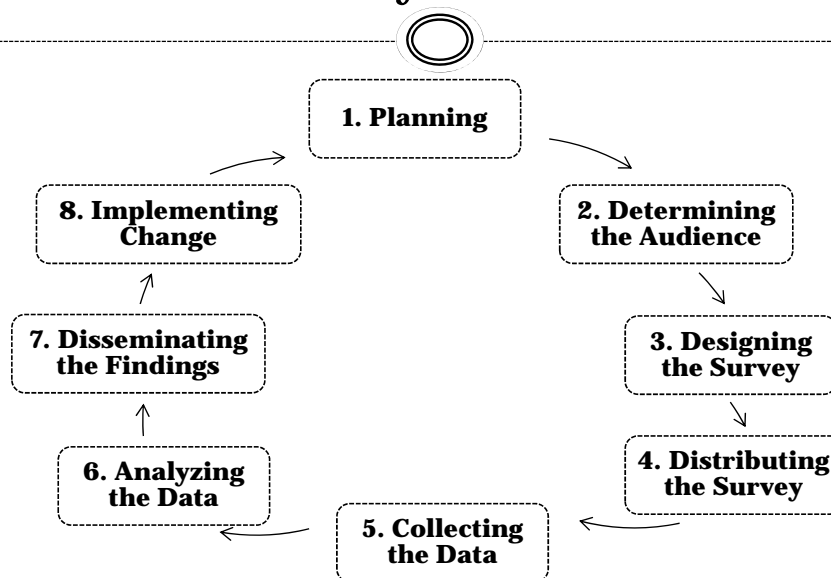 1. Planning
2. Determining
the Audience
3. Designing
the Survey
4. Distributing
the Survey
5. Collecting
the Data
6. Analyzing
the Data
7. Disseminating
the Findings
8. Implementing
Change